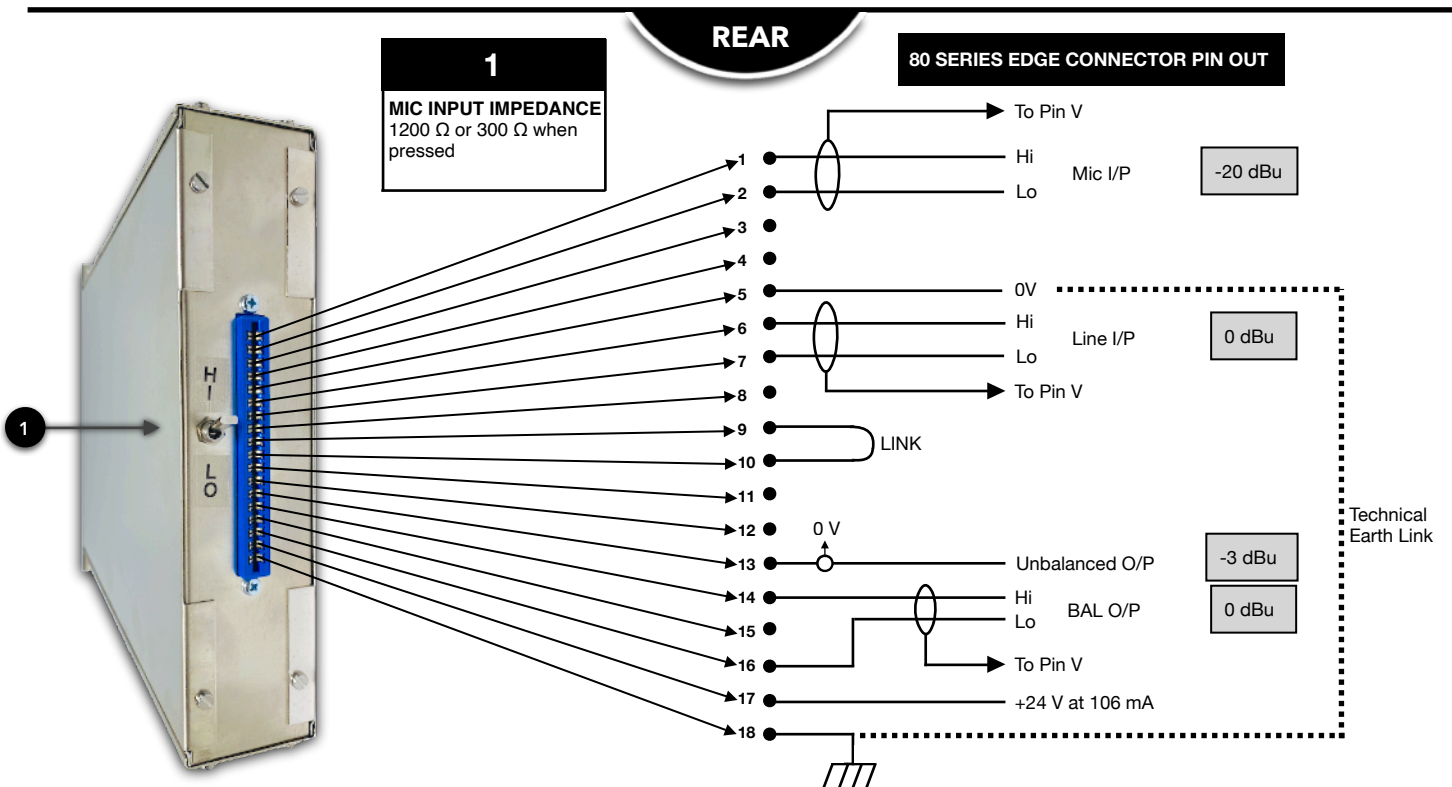 REAR
1
MIC INPUT IMPEDANCE
1200 Ω or 300 Ω when
pressed
80 SERIES EDGE CONNECTOR PIN OUT
To Pin V
1 Hi
Mic I/P -20 dBu
2 Lo
3
4
5 0V
6 Hi
Line I/P 0 dBu
7 Lo
8 To Pin V
9
LINK
10
11
12
0 V
13 Unbalanced O/P -3 dBu
14 Hi
BAL O/P 0 dBu
Lo
15
16 To Pin V
17 +24 V at 106 mA
18
Technical
Earth Link
HI
LO
1